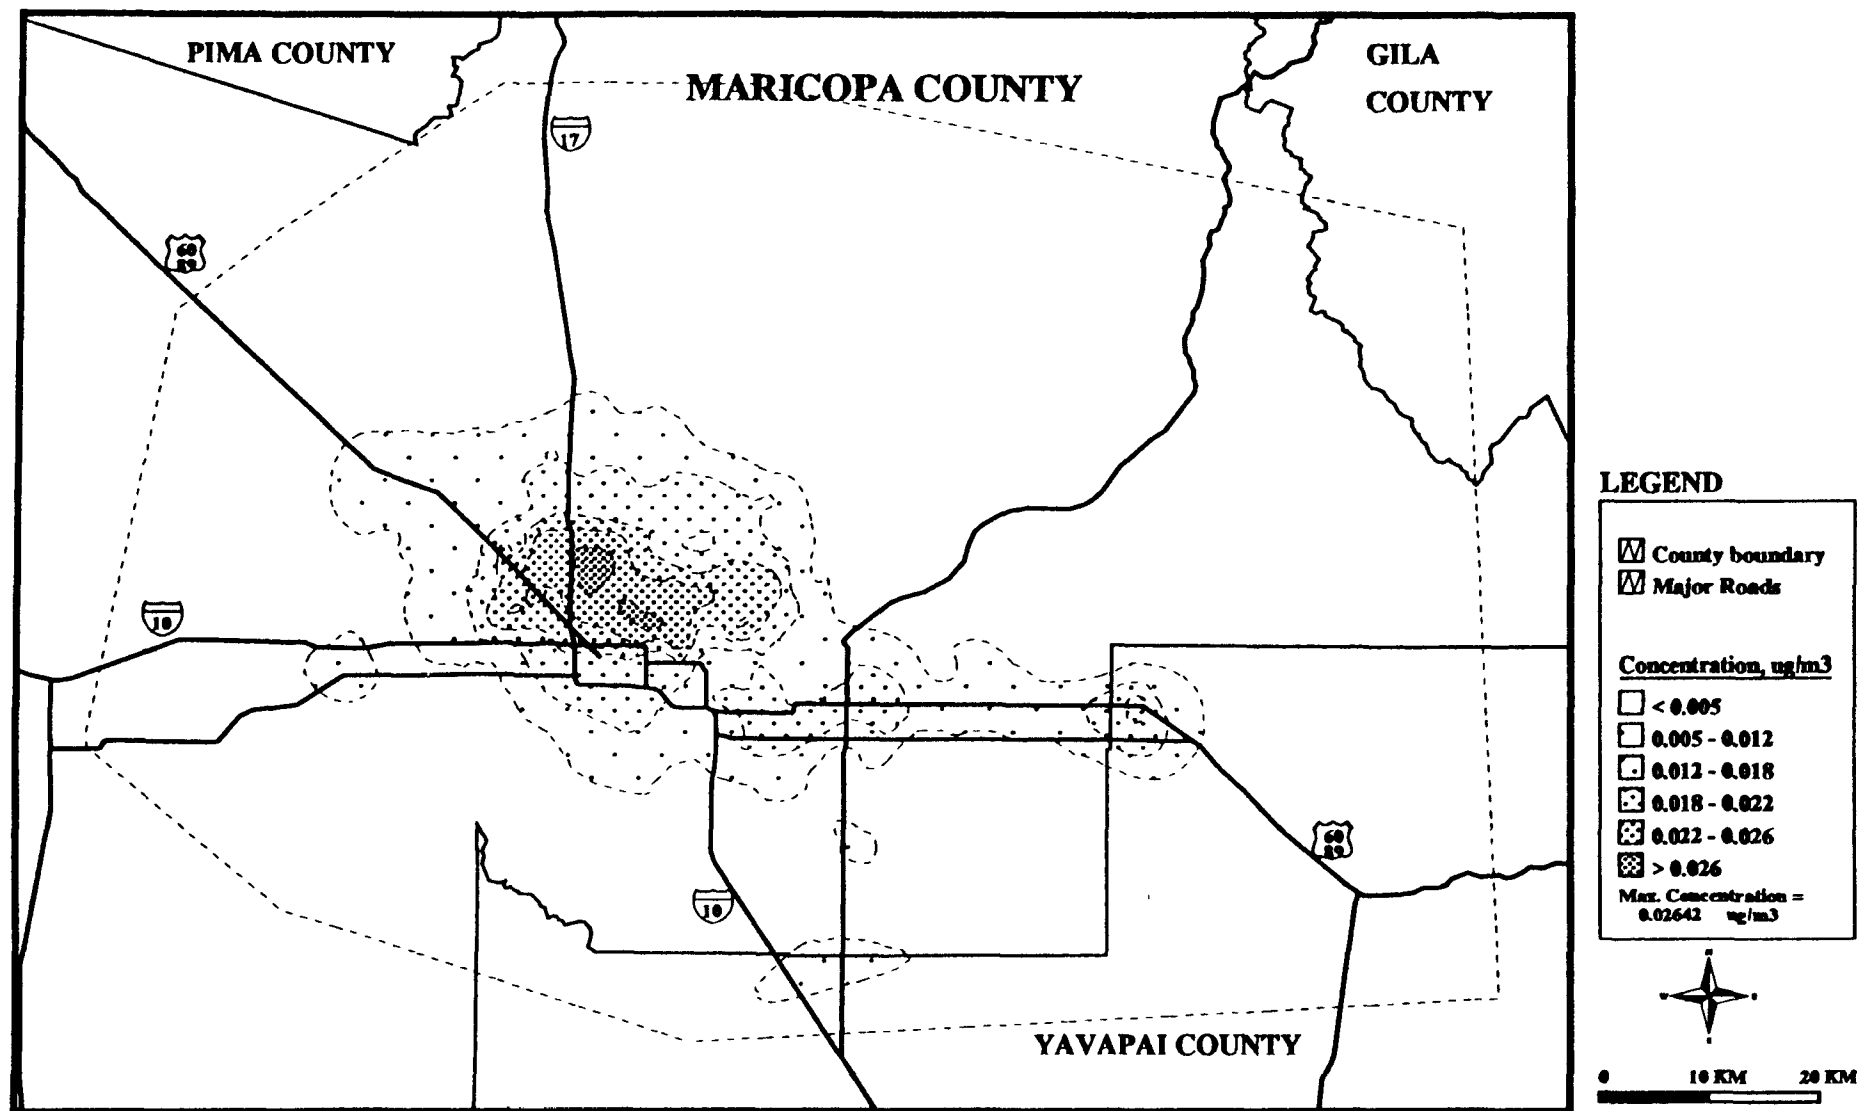 PIMA COUNTY
MARICOPA COUNTY
GILA
COUNTY
17
60
89
10
LEGEND
County boundary
Major Roads
Concentration, ug/m3
< 0.005
0.005 - 0.012
0.012 - 0.018
0.018 - 0.022
0.022 - 0.026
> 0.026
Max. Concentration =
0.02642 ug/m3
60
89
10
YAVAPAI COUNTY
0 10 KM 20 KM